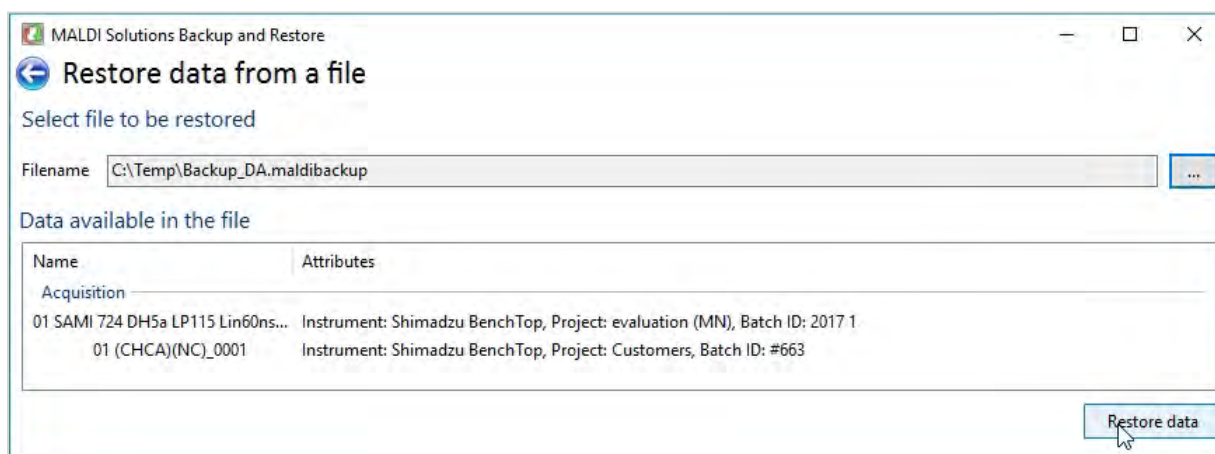 MALDI Solutions Backup and Restore
Restore data from a file
Select file to be restored
Filename C:\Temp\Backup_DA.maldibackup ...
Data available in the file
Name Attributes
Acquisition
01 SAMI 724 DH5a LP115 Lin60ns... Instrument: Shimadzu BenchTop, Project: evaluation (MN), Batch ID: 2017 1
01 (CHCA)(NC)_0001 Instrument: Shimadzu BenchTop, Project: Customers, Batch ID: #663
Restore data